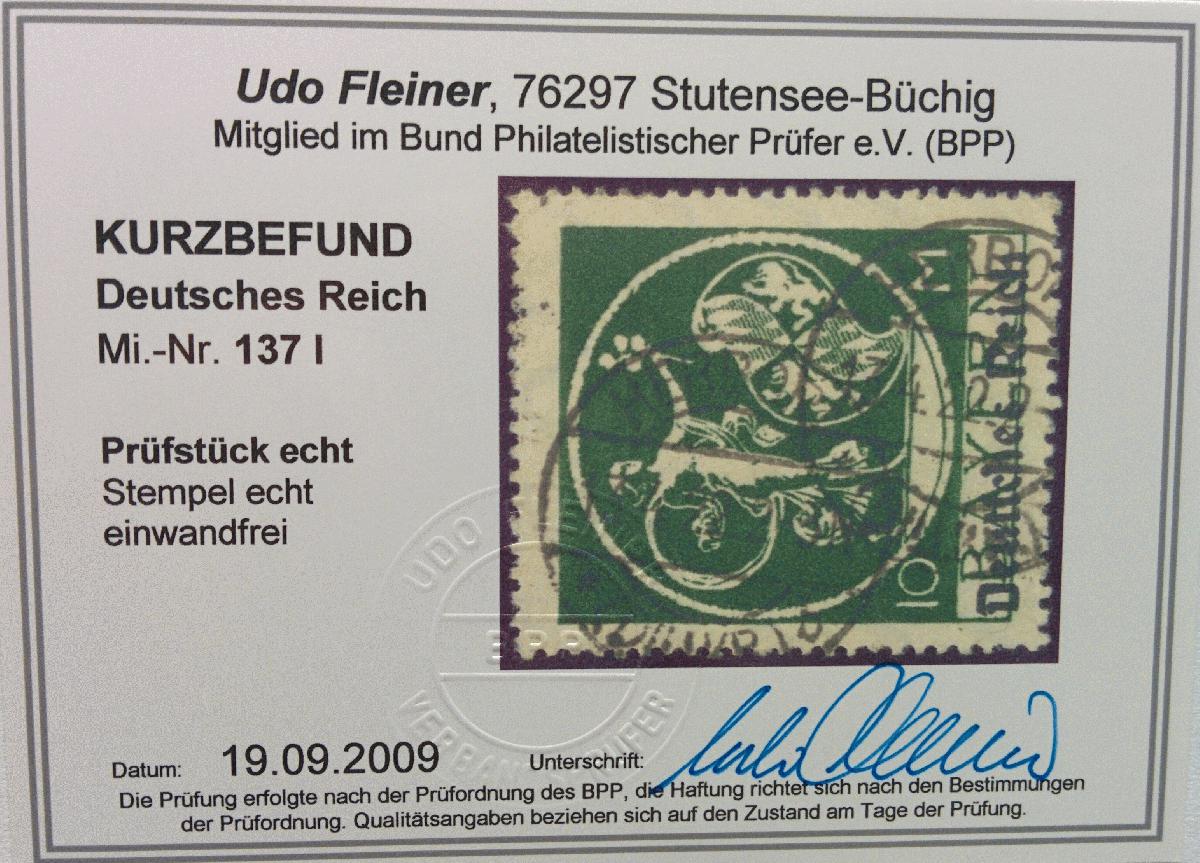 Udo Fleiner, 76297 Stutensee-Büchig
Mitglied im Bund Philatelistischer Prüfer e.V. (BPP)
KURZBEFUND
Deutsches Reich
Mi.-Nr. 137 I
Prüfstück echt
Stempel echt
einwandfrei
10 M
BAYERN
Deutsches Reich
UDO
BPP
VERBANDSPRÜFER
Datum: 19.09.2009
Unterschrift:
Die Prüfung erfolgte nach der Prüfordnung des BPP, die Haftung richtet sich nach den Bestimmungen
der Prüfordnung. Qualitätsangaben beziehen sich auf den Zustand am Tage der Prüfung.